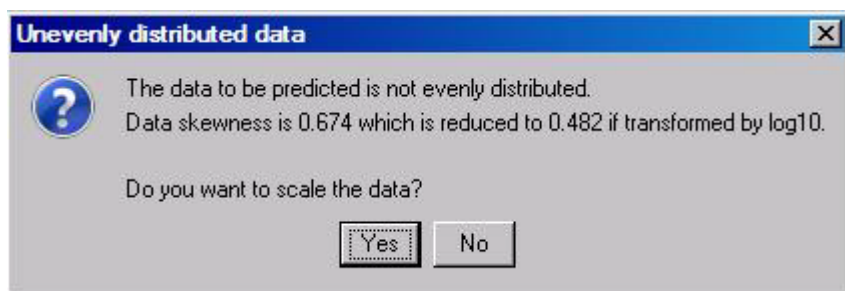 Unevenly distributed data
The data to be predicted is not evenly distributed.
Data skewness is 0.674 which is reduced to 0.482 if transformed by log10.
Do you want to scale the data?
Yes No